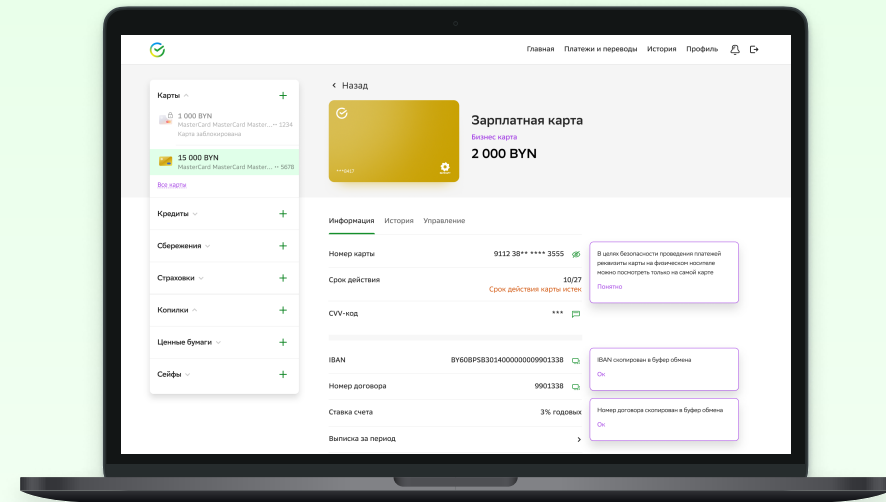 Главная Платежи и переводы История Профиль
Карты
1 000 BYN
MasterCard MasterCard Master...•• 1234
Карта заблокирована
15 000 BYN
MasterCard MasterCard Master... •• 5678
Все карты
Кредиты
Сбережения
Страховки
Копилки
Ценные бумаги
Сейфы
Назад
Зарплатная карта
Бизнес карта
2 000 BYN
Информация История Управление
Номер карты 9112 38** **** 3555
Срок действия 10/27
Срок действия карты истек
CVV-код ***
IBAN BY60BPSB3014000000009901338
Номер договора 9901338
Ставка счета 3% годовых
Выписка за период
В целях безопасности проведения платежей
реквизиты карты на физическом носителе
можно посмотреть только на самой карте
Понятно
IBAN скопирован в буфер обмена
Ок
Номер договора скопирован в буфер обмена
Ок